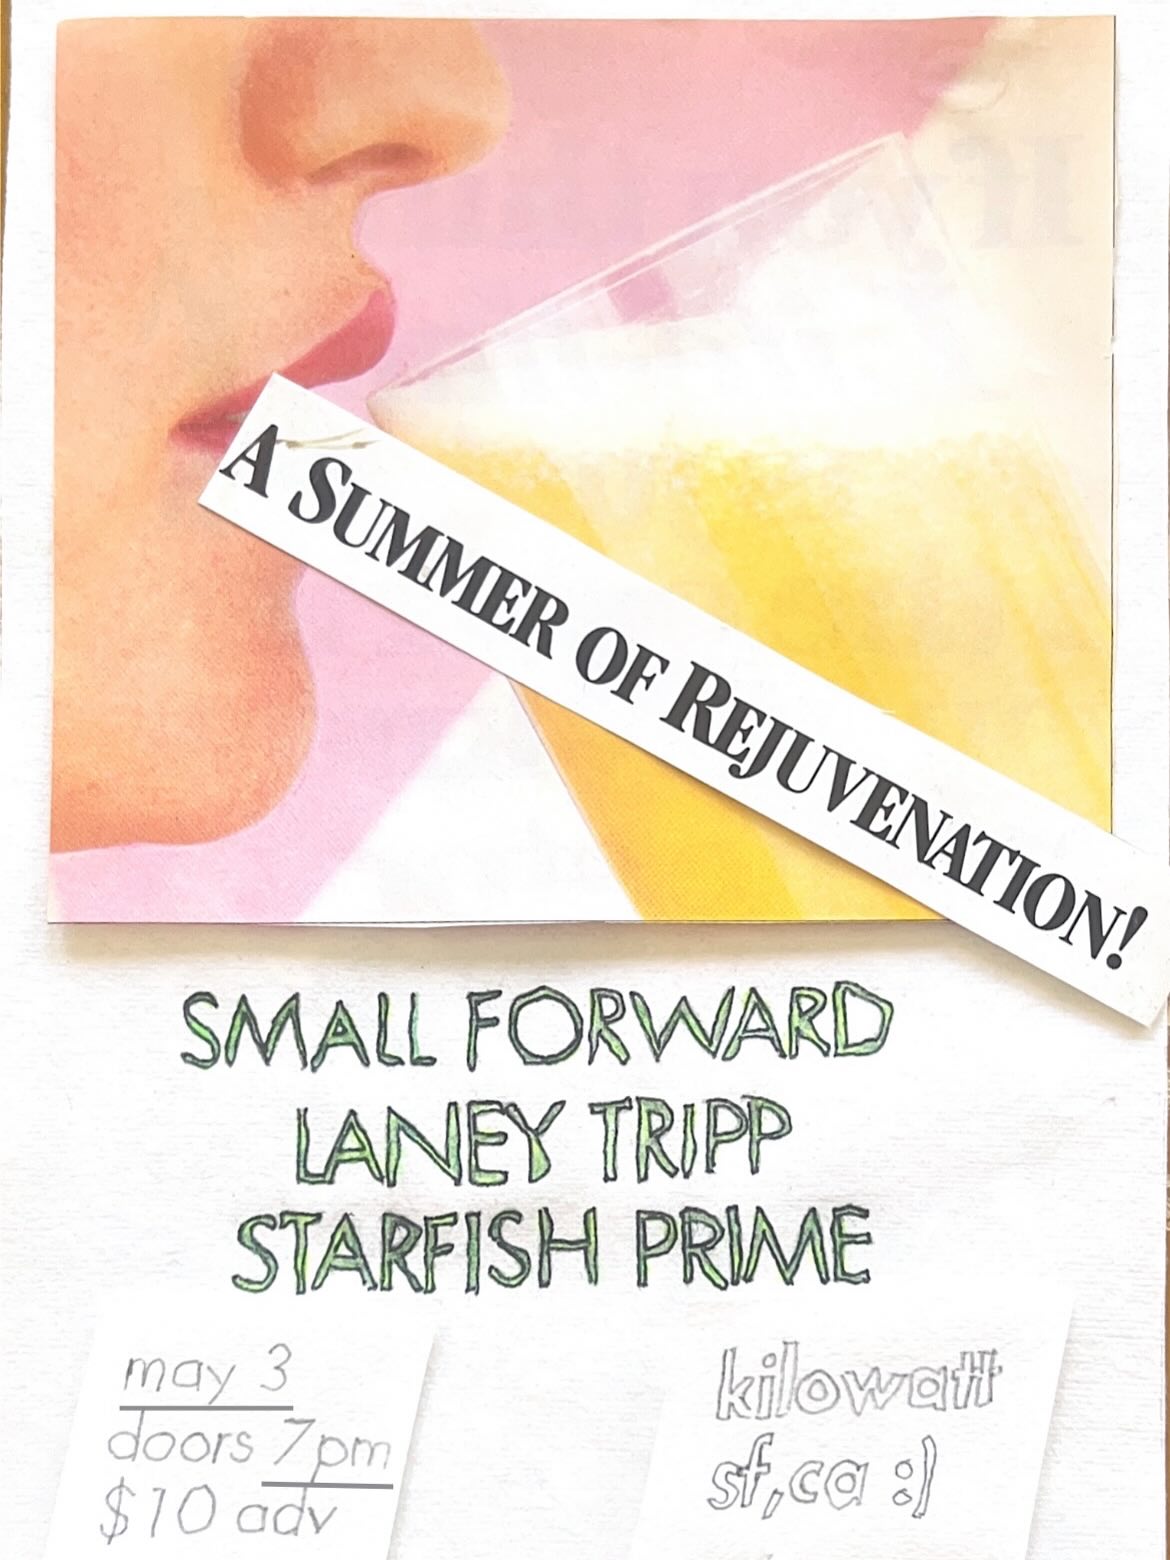 A SUMMER OF REJUVENATION!
SMALL FORWARD
LANEY TRIPP
STARFISH PRIME
may 3
doors 7pm
$10 adv
kilowatt
sf, ca :)